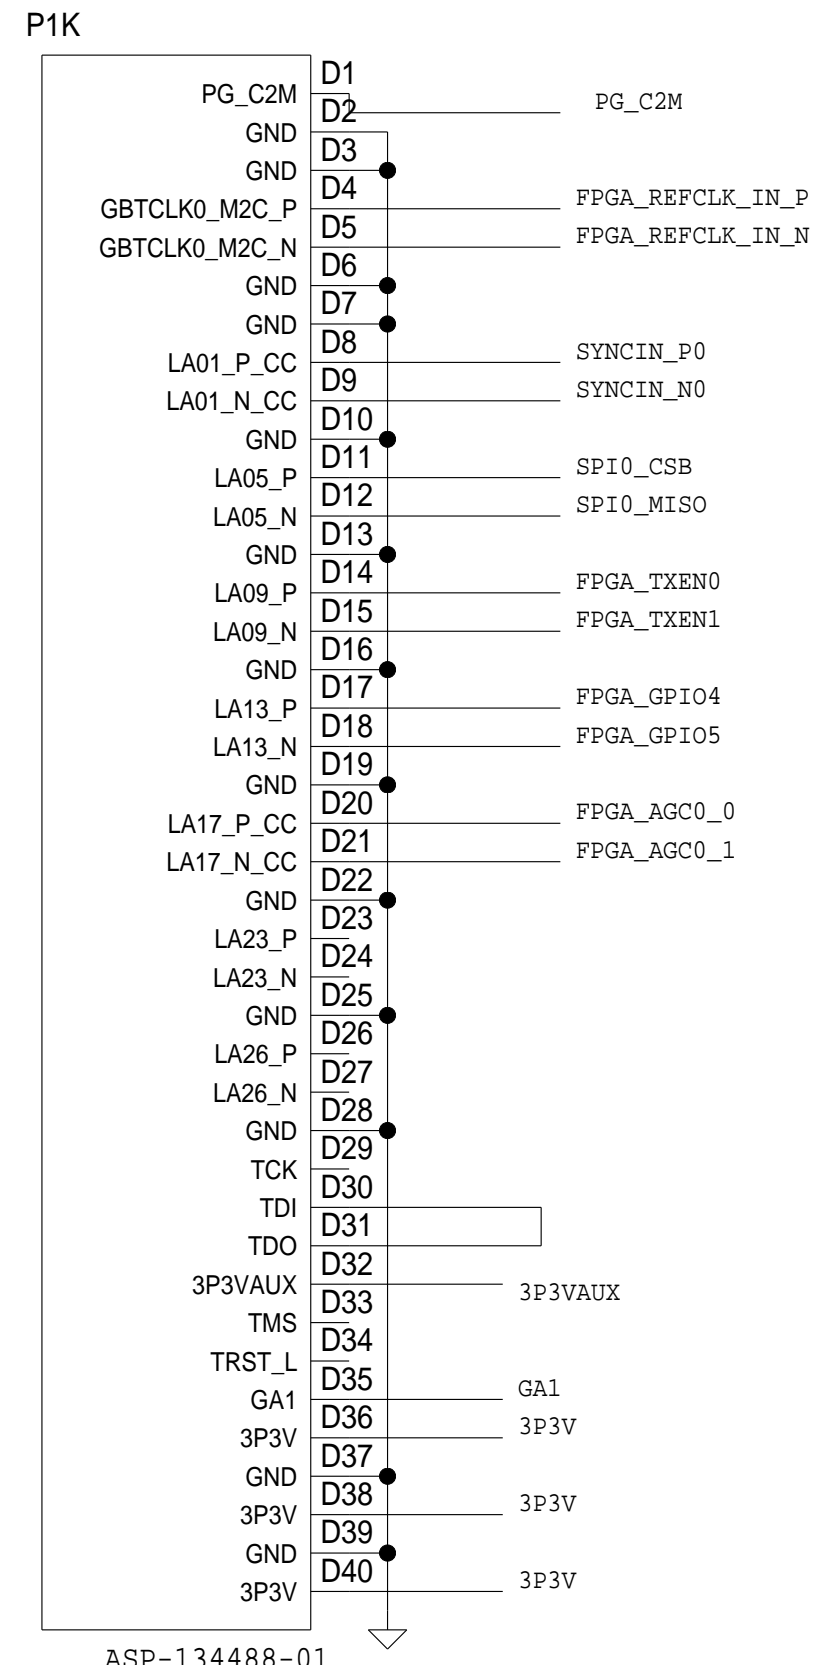 P1K
D1
PG_C2M PG_C2M
D2
GND
D3
GND
D4
GBTCLK0_M2C_P FPGA_REFCLK_IN_P
D5
GBTCLK0_M2C_N FPGA_REFCLK_IN_N
D6
GND
D7
GND
D8
LA01_P_CC SYNCIN_P0
D9
LA01_N_CC SYNCIN_N0
D10
GND
D11
LA05_P SPI0_CSB
D12
LA05_N SPI0_MISO
D13
GND
D14
LA09_P FPGA_TXEN0
D15
LA09_N FPGA_TXEN1
D16
GND
D17
LA13_P FPGA_GPIO4
D18
LA13_N FPGA_GPIO5
D19
GND
D20
LA17_P_CC FPGA_AGC0_0
D21
LA17_N_CC FPGA_AGC0_1
D22
GND
D23
LA23_P
D24
LA23_N
D25
GND
D26
LA26_P
D27
LA26_N
D28
GND
D29
TCK
D30
TDI
D31
TDO
D32
3P3VAUX 3P3VAUX
D33
TMS
D34
TRST_L
D35
GA1 GA1
D36
3P3V 3P3V
D37
GND
D38
3P3V 3P3V
D39
GND
D40
3P3V 3P3V
ASP-134488-01